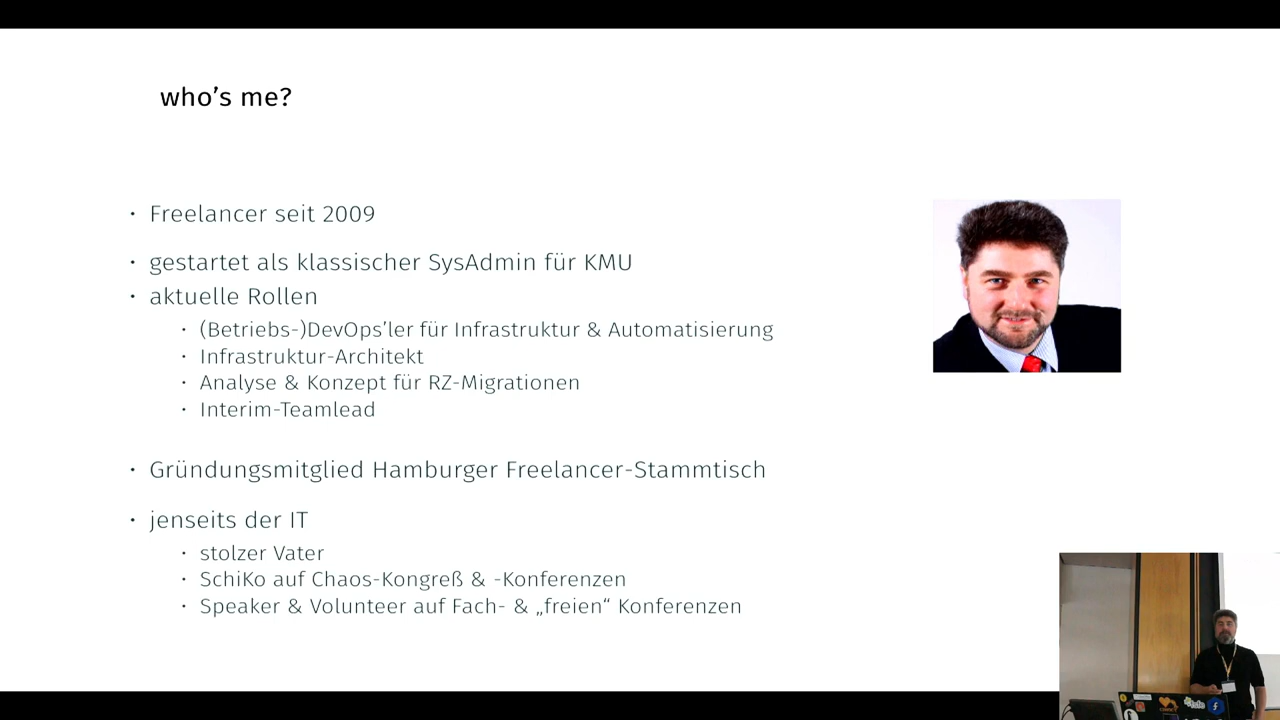 who's me?
• Freelancer seit 2009
• gestartet als klassischer SysAdmin für KMU
• aktuelle Rollen
• (Betriebs-)DevOps'ler für Infrastruktur & Automatisierung
• Infrastruktur-Architekt
• Analyse & Konzept für RZ-Migrationen
• Interim-Teamlead
• Gründungsmitglied Hamburger Freelancer-Stammtisch
• jenseits der IT
• stolzer Vater
• SchiKo auf Chaos-Kongreß & -Konferenzen
• Speaker & Volunteer auf Fach- & „freien“ Konferenzen